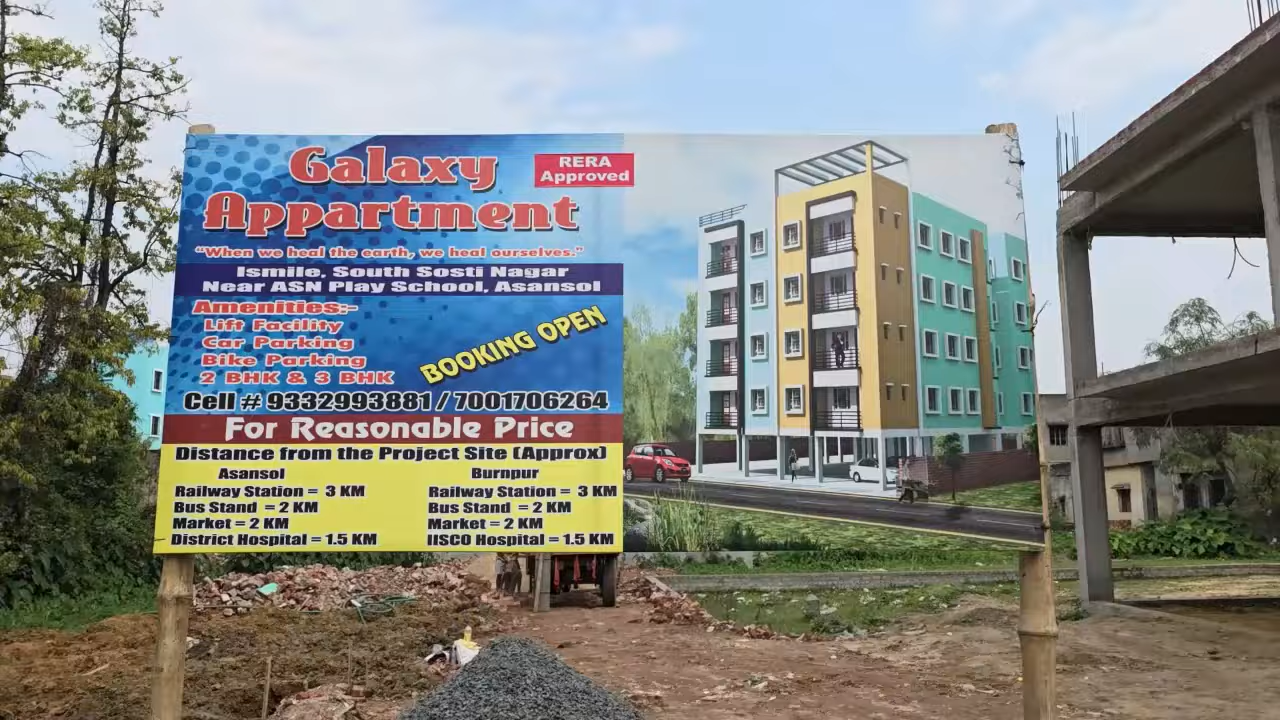 Galaxy
Appartment
RERA
Approved
"When we heal the earth, we heal ourselves."
Ismile, South Sosti Nagar
Near ASN Play School, Asansol
Amenities:-
Lift Facility
Car Parking
Bike Parking
2 BHK & 3 BHK
BOOKING OPEN
Cell # 9332993881 / 7001706264
For Reasonable Price
Distance from the Project Site (Approx)
Asansol
Railway Station = 3 KM
Bus Stand = 2 KM
Market = 2 KM
District Hospital = 1.5 KM
Burnpur
Railway Station = 3 KM
Bus Stand = 2 KM
Market = 2 KM
IISCO Hospital = 1.5 KM